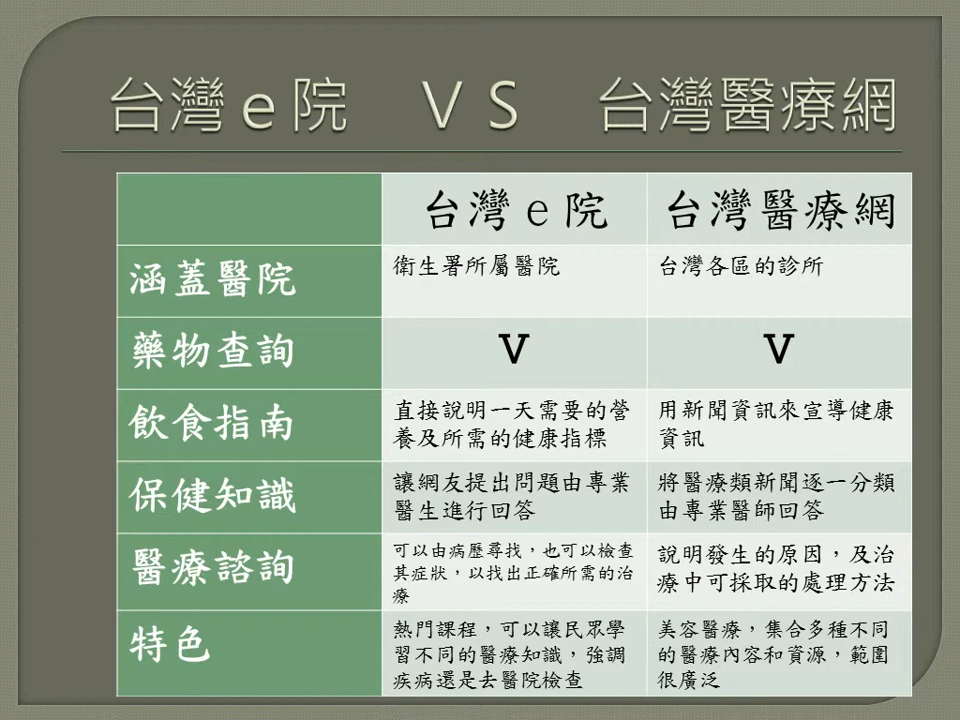 台灣ｅ院　ＶＳ　台灣醫療網
台灣ｅ院
台灣醫療網
涵蓋醫院
衛生署所屬醫院
台灣各區的診所
藥物查詢
V
V
飲食指南
直接說明一天需要的營
養及所需的健康指標
用新聞資訊來宣導健康
資訊
保健知識
讓網友提出問題由專業
醫生進行回答
將醫療類新聞逐一分類
由專業醫師回答
醫療諮詢
可以由病歷尋找，也可以檢查
其症狀，以找出正確所需的治
療
說明發生的原因，及治
療中可採取的處理方法
特色
熱門課程，可以讓民眾學
習不同的醫療知識，強調
疾病還是去醫院檢查
美容醫療，集合多種不同
的醫療內容和資源，範圍
很廣泛